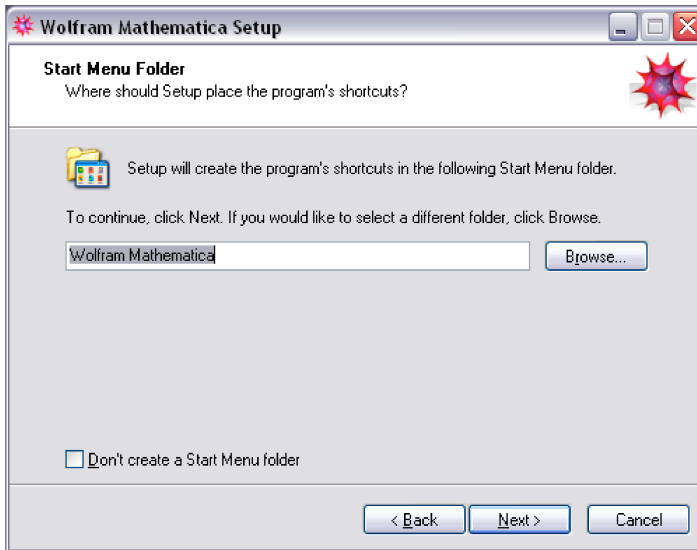 Wolfram Mathematica Setup
Start Menu Folder
Where should Setup place the program's shortcuts?
Setup will create the program's shortcuts in the following Start Menu folder.
To continue, click Next. If you would like to select a different folder, click Browse.
Wolfram Mathematica
Browse...
Don't create a Start Menu folder
< Back
Next >
Cancel